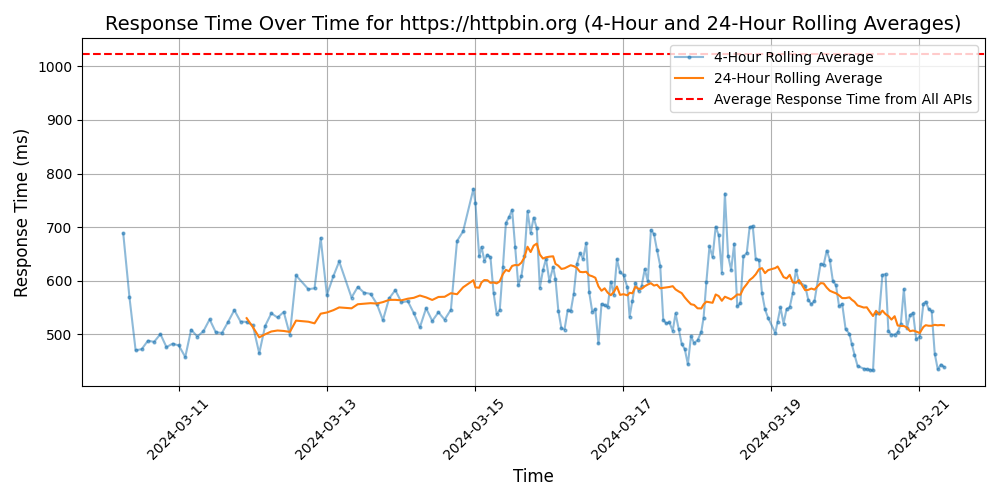 Response Time Over Time for https://httpbin.org (4-Hour and 24-Hour Rolling Averages)
4-Hour Rolling Average
24-Hour Rolling Average
Average Response Time from All APIs
Response Time (ms)
1000
900
800
700
600
500
2024-03-11
2024-03-13
2024-03-15
2024-03-17
2024-03-19
2024-03-21
Time